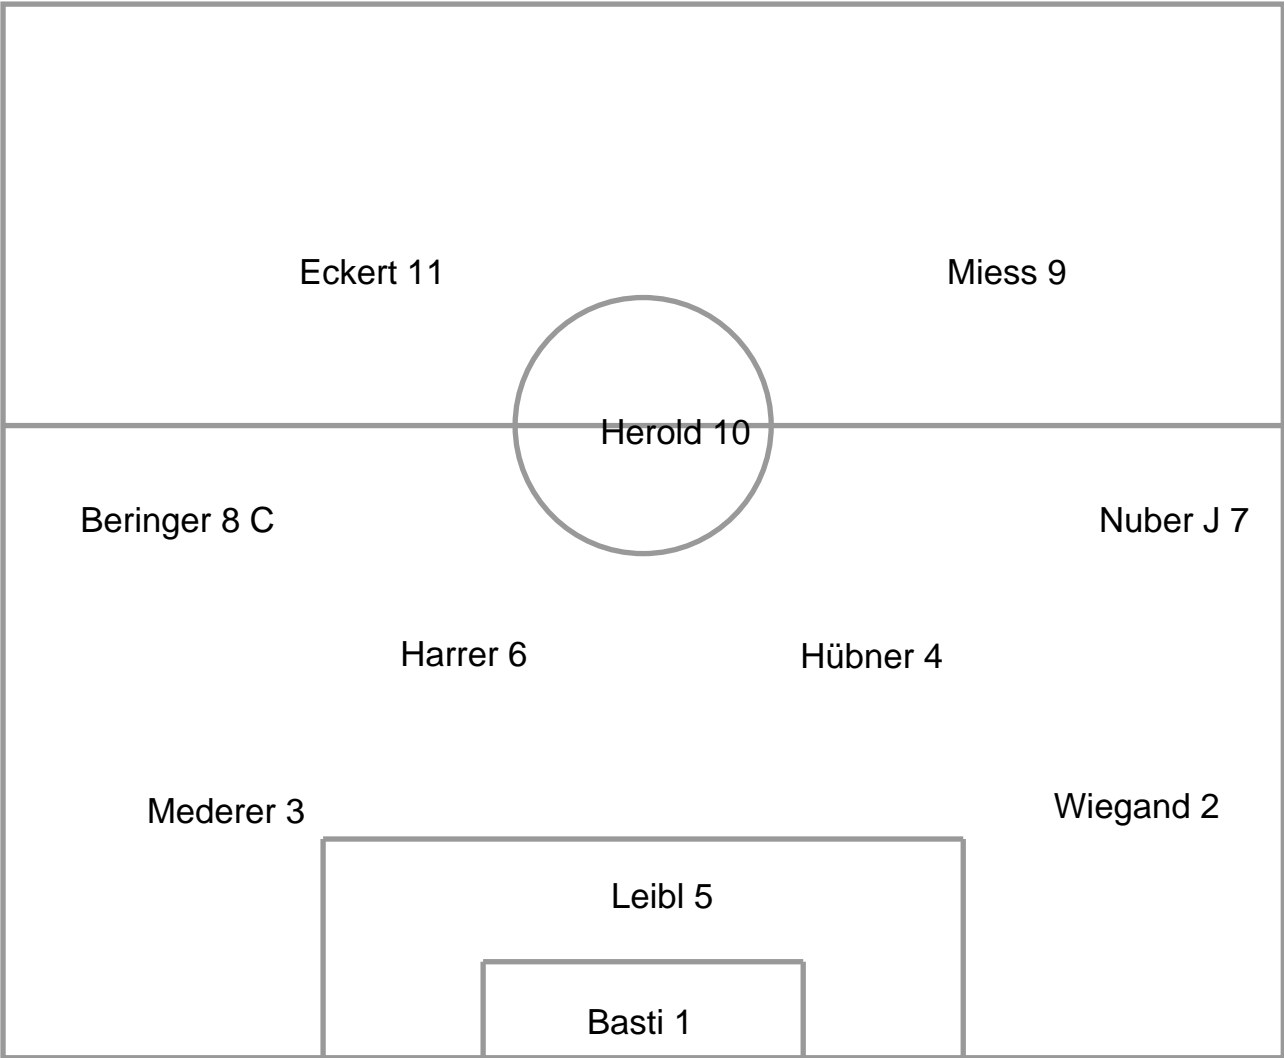 Eckert 11
Miess 9
Herold 10
Beringer 8 C
Nuber J 7
Harrer 6
Hübner 4
Mederer 3
Wiegand 2
Leibl 5
Basti 1